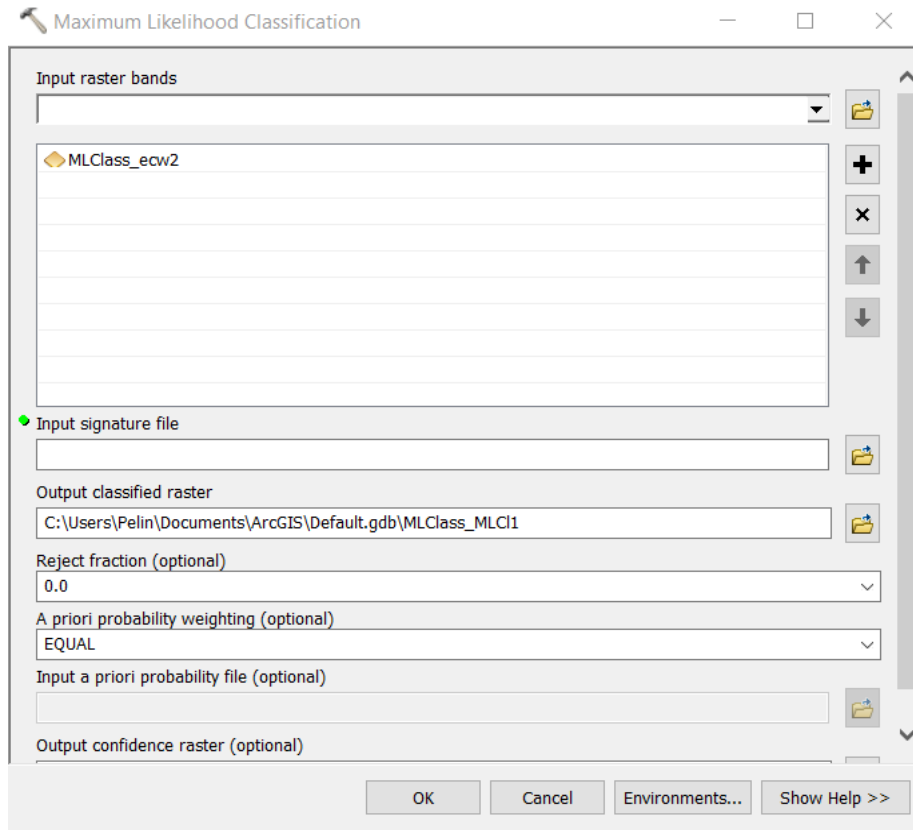 Maximum Likelihood Classification
Input raster bands
MLClass_ecw2
Input signature file
Output classified raster
C:\Users\Pelin\Documents\ArcGIS\Default.gdb\MLClass_MLCl1
Reject fraction (optional)
0.0
A priori probability weighting (optional)
EQUAL
Input a priori probability file (optional)
Output confidence raster (optional)
OK Cancel Environments... Show Help >>